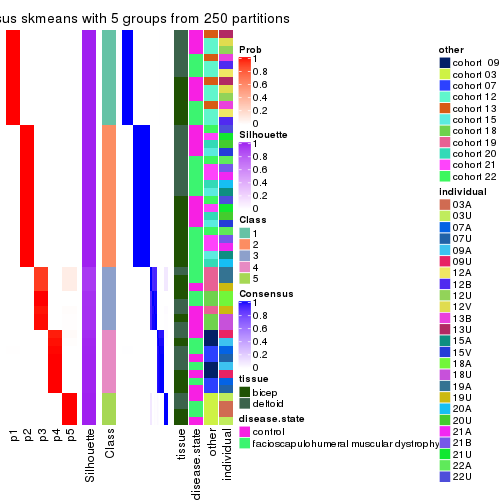 sus skmeans with 5 groups from 250 partitions
Prob
1
0.8
0.6
0.4
0.2
0
Silhouette
1
0.8
0.6
0.4
0.2
0
Class
1
2
3
4
5
Consensus
1
0.8
0.6
0.4
0.2
0
tissue
bicep
deltoid
disease.state
control
facioscapulohumeral muscular dystrophy
other
cohort 09
cohort 03
cohort 07
cohort 12
cohort 13
cohort 15
cohort 18
cohort 19
cohort 20
cohort 21
cohort 22
individual
03A
03U
07A
07U
09A
09U
12A
12B
12U
12V
13B
13U
15A
15V
18A
18U
19A
19U
20A
20U
21A
21B
21U
22A
22U
p1
p2
p3
p4
p5
Silhouette
Class
tissue
disease.state
other
individual